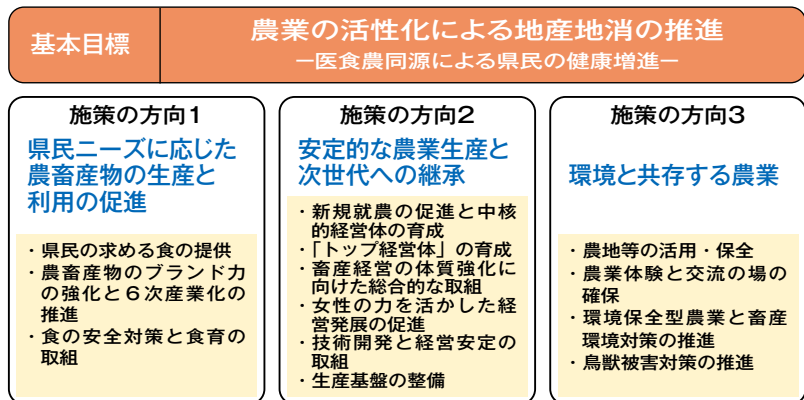 基本目標
農業の活性化による地産地消の推進
−医食農同源による県民の健康増進−
施策の方向1
県民ニーズに応じた
農畜産物の生産と
利用の促進
・県民の求める食の提供
・農畜産物のブランド力
の強化と6次産業化の
推進
・食の安全対策と食育の
取組
施策の方向2
安定的な農業生産と
次世代への継承
・新規就農の促進と中核
的経営体の育成
・「トップ経営体」の育成
・畜産経営の体質強化に
向けた総合的な取組
・女性の力を活かした経
営発展の促進
・技術開発と経営安定の
取組
・生産基盤の整備
施策の方向3
環境と共存する農業
・農地等の活用・保全
・農業体験と交流の場の
確保
・環境保全型農業と畜産
環境対策の推進
・鳥獣被害対策の推進